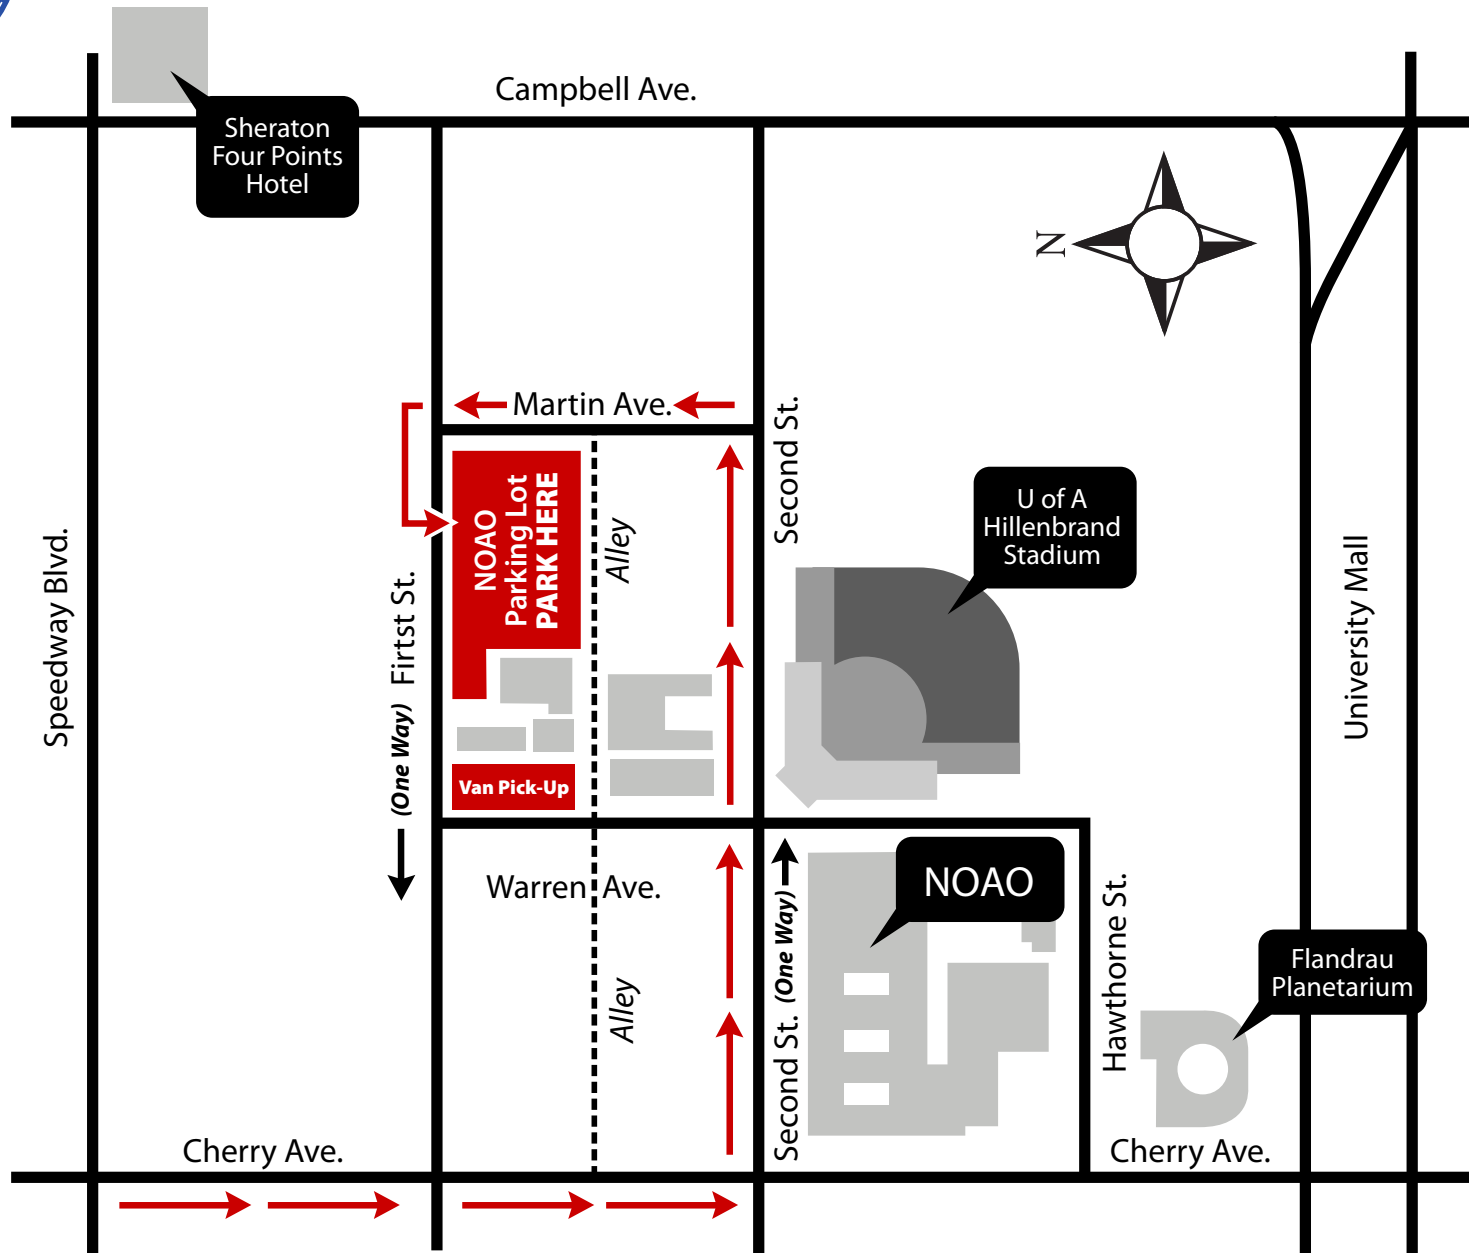 Campbell Ave.
Sheraton
Four Points
Hotel
N
Martin Ave.
Second St.
NOAO
Parking Lot
PARK HERE
Alley
U of A
Hillenbrand
Stadium
Speedway Blvd.
(One Way) Firtst St.
University Mall
Van Pick-Up
Warren Ave.
NOAO
Second St. (One Way)
Hawthorne St.
Flandrau
Planetarium
Alley
Cherry Ave.
Cherry Ave.